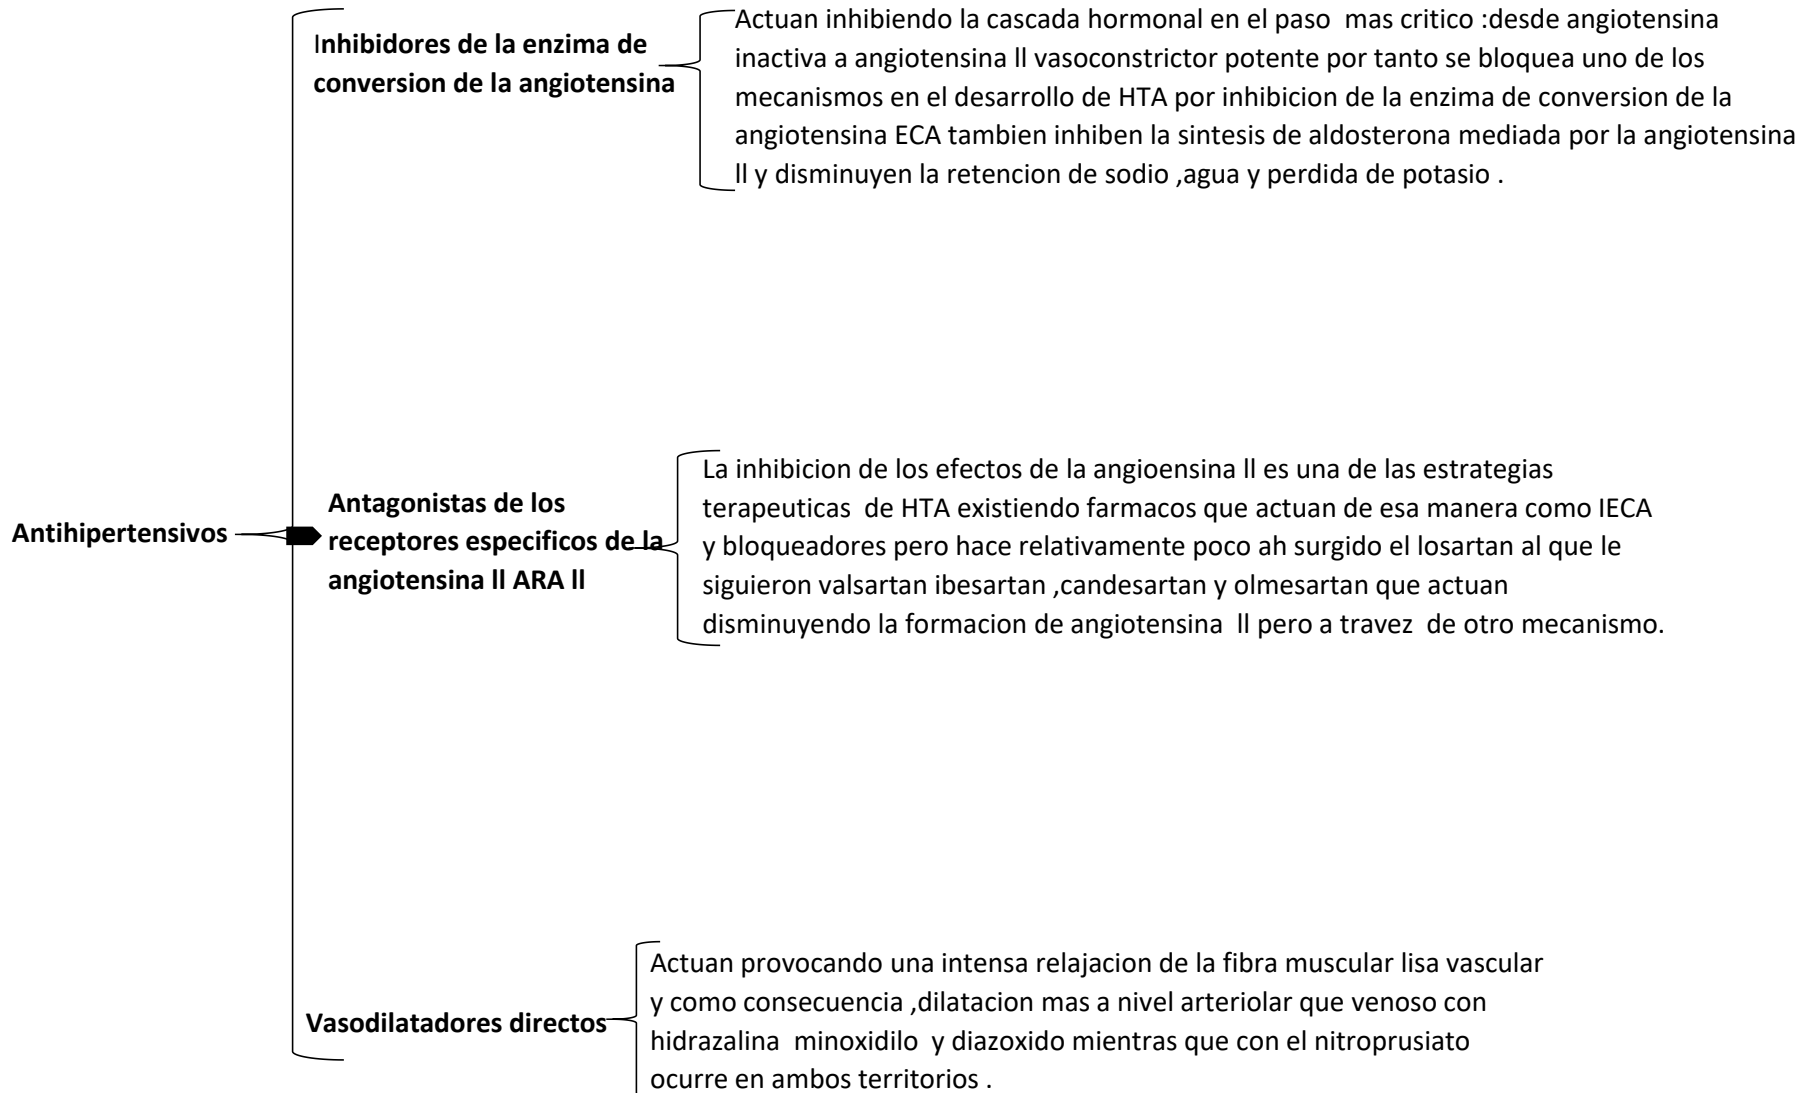 Antihipertensivos
Inhibidores de la enzima de
conversion de la angiotensina
Actuan inhibiendo la cascada hormonal en el paso mas critico :desde angiotensina
inactiva a angiotensina ll vasoconstrictor potente por tanto se bloquea uno de los
mecanismos en el desarrollo de HTA por inhibicion de la enzima de conversion de la
angiotensina ECA tambien inhiben la sintesis de aldosterona mediada por la angiotensina
ll y disminuyen la retencion de sodio ,agua y perdida de potasio .
Antagonistas de los
receptores especificos de la
angiotensina ll ARA ll
La inhibicion de los efectos de la angioensina ll es una de las estrategias
terapeuticas de HTA existiendo farmacos que actuan de esa manera como IECA
y bloqueadores pero hace relativamente poco ah surgido el losartan al que le
siguieron valsartan ibesartan ,candesartan y olmesartan que actuan
disminuyendo la formacion de angiotensina ll pero a travez de otro mecanismo.
Vasodilatadores directos
Actuan provocando una intensa relajacion de la fibra muscular lisa vascular
y como consecuencia ,dilatacion mas a nivel arteriolar que venoso con
hidrazalina minoxidilo y diazoxido mientras que con el nitroprusiato
ocurre en ambos territorios .